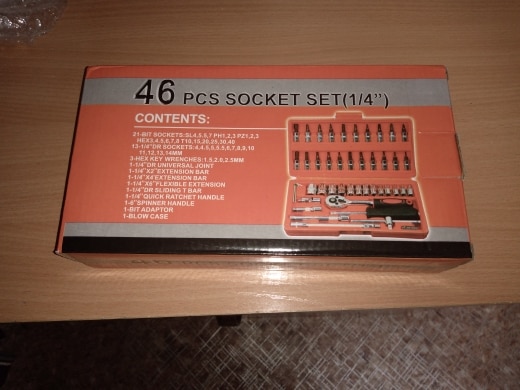 46 PCS SOCKET SET(1/4")
CONTENTS:
21-BIT SOCKETS:SL4,5.5,7 PH1,2,3 PZ1,2,3
HEX3,4,5,6,7,8 T10,15,20,25,30,40
13-1/4"DR SOCKETS:4,4.5,5,5.5,6,7,8,9,10
11,12,13,14MM
3-HEX KEY WRENCHES:1.5,2.0,2.5MM
1-1/4"DR UNIVERSAL JOINT
1-1/4"X2"EXTENSION BAR
1-1/4"X4"EXTENSION BAR
1-1/4"X6"FLEXIBLE EXTENSION
1-1/4"DR SLIDING T BAR
1-1/4"QUICK RATCHET HANDLE
1-6"SPINNER HANDLE
1-BIT ADAPTOR
1-BLOW CASE